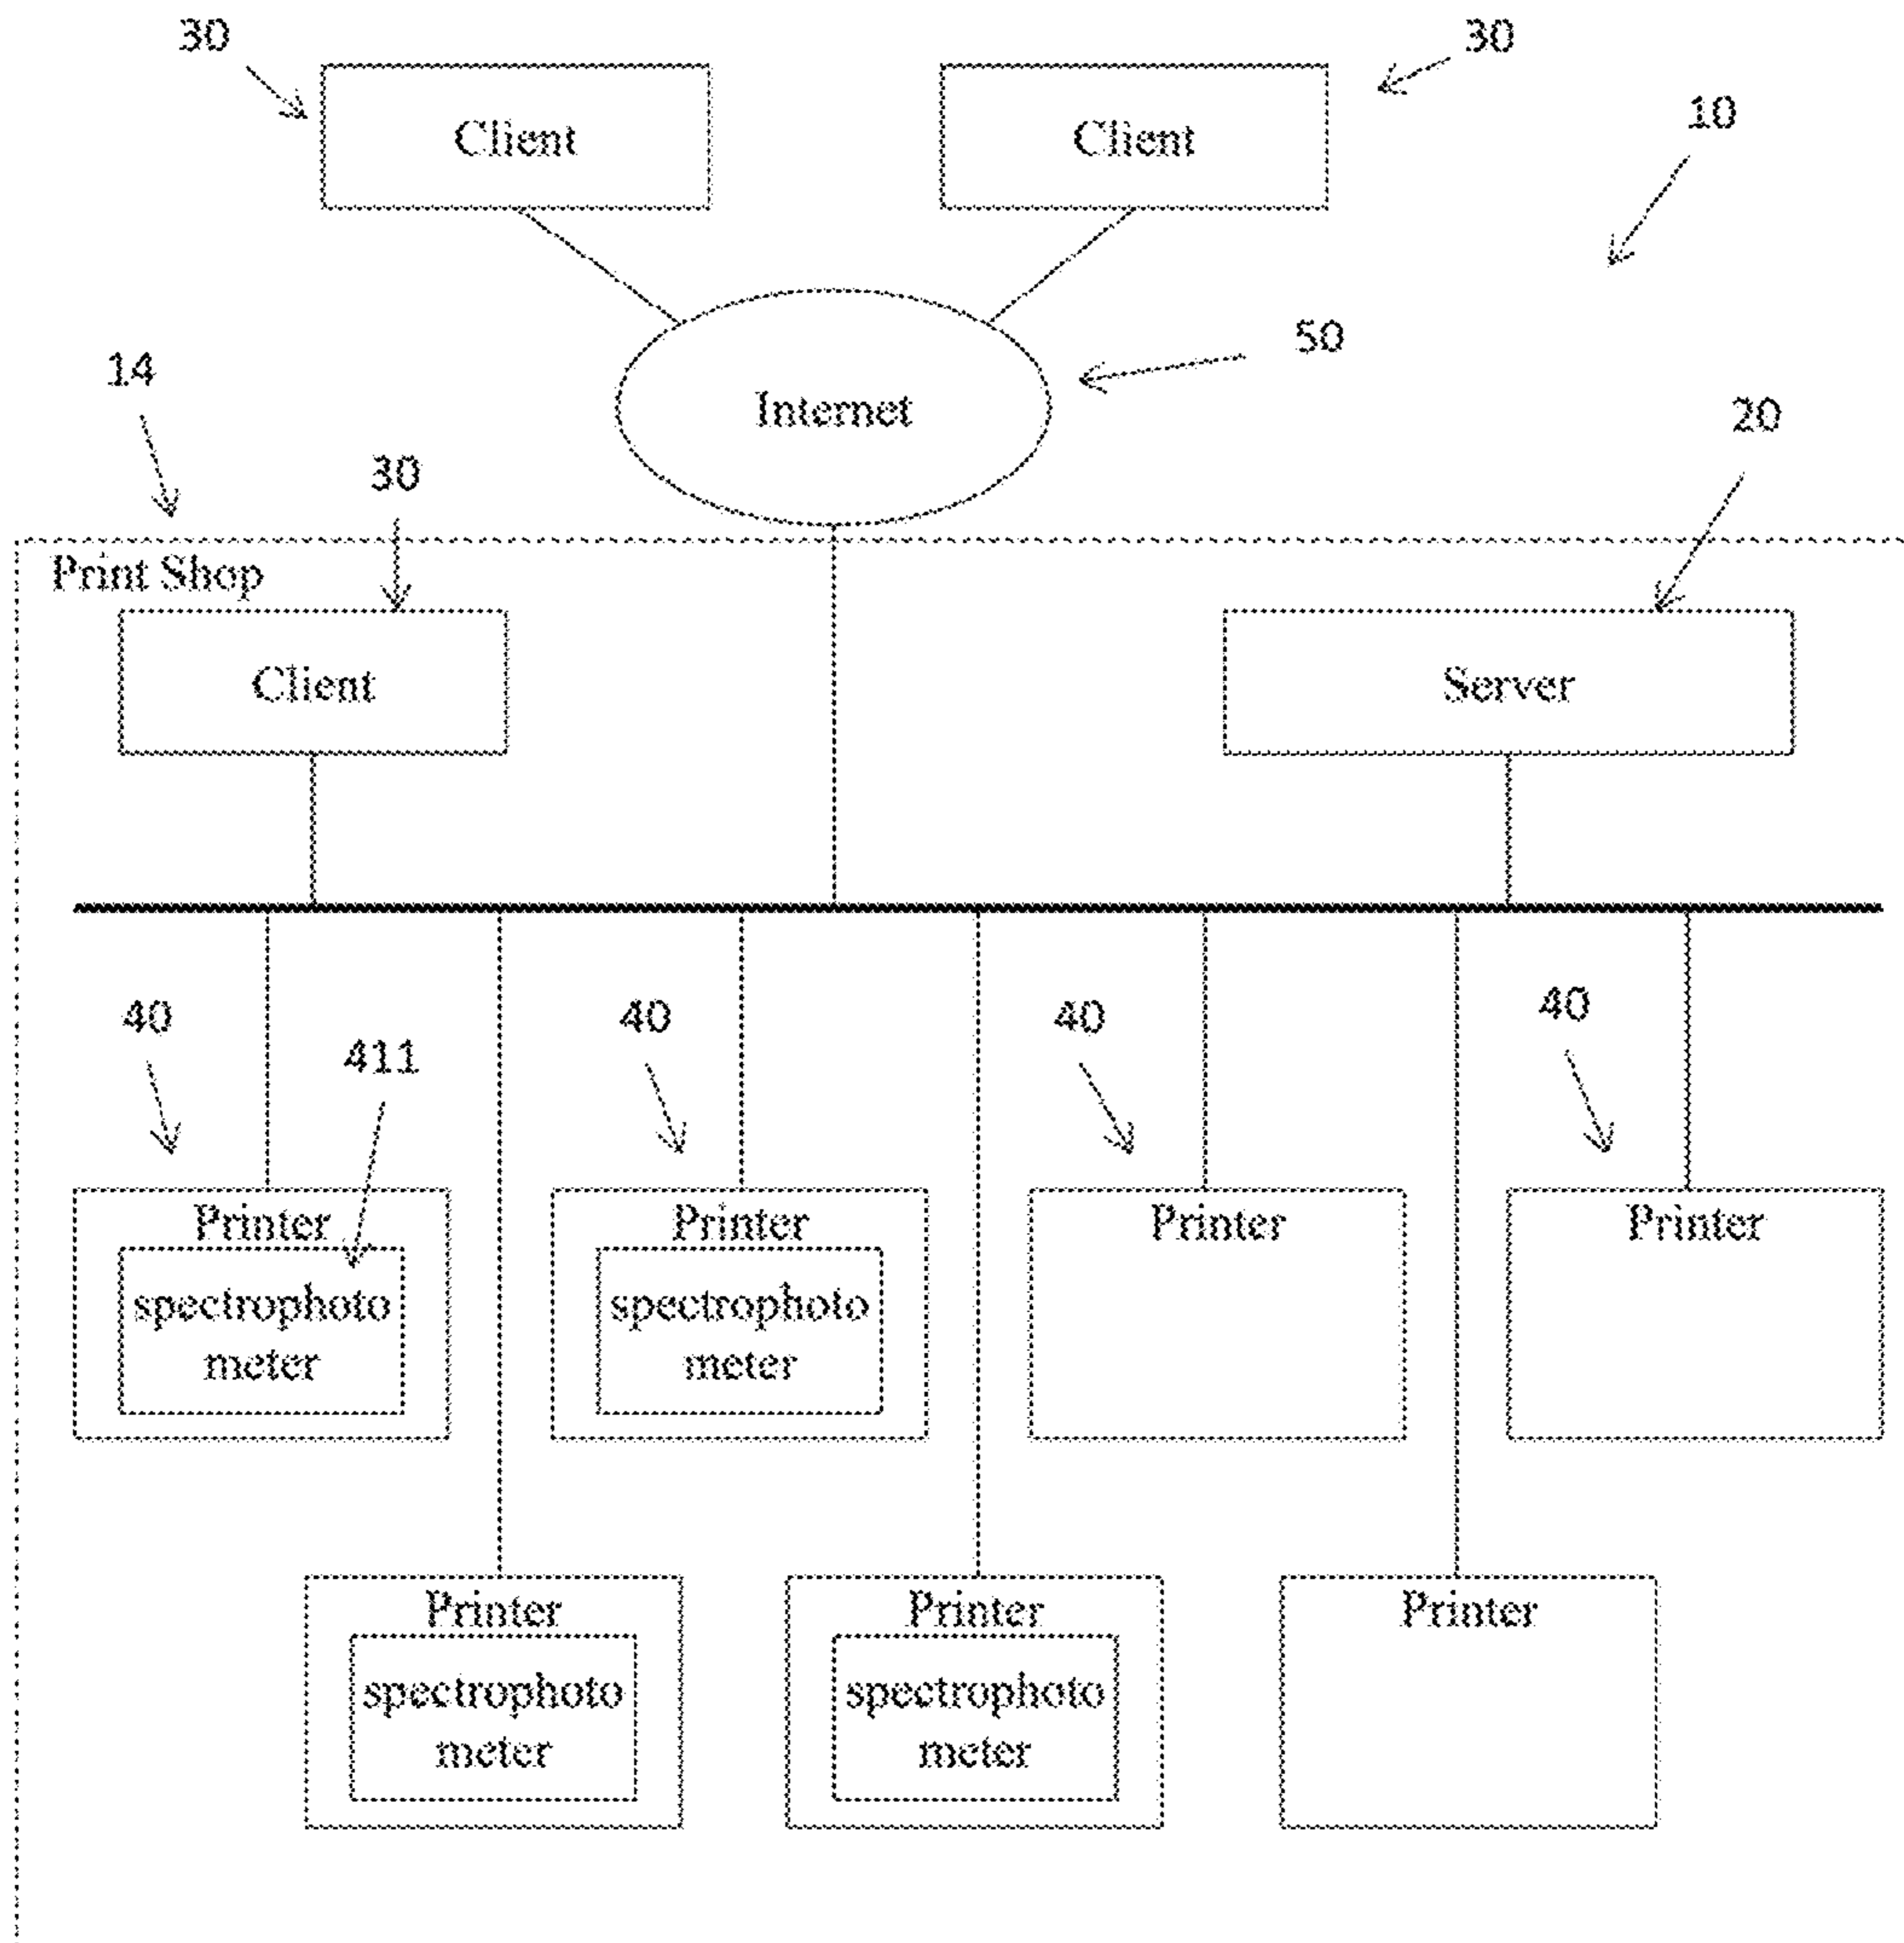 30
30
Client
Client
10
50
14
Internet
20
30
Print Shop
Client
Server
40
40
40
40
411
Printer
Printer
Printer
Printer
spectrophoto
meter
spectrophoto
meter
Printer
Printer
Printer
spectrophoto
meter
spectrophoto
meter